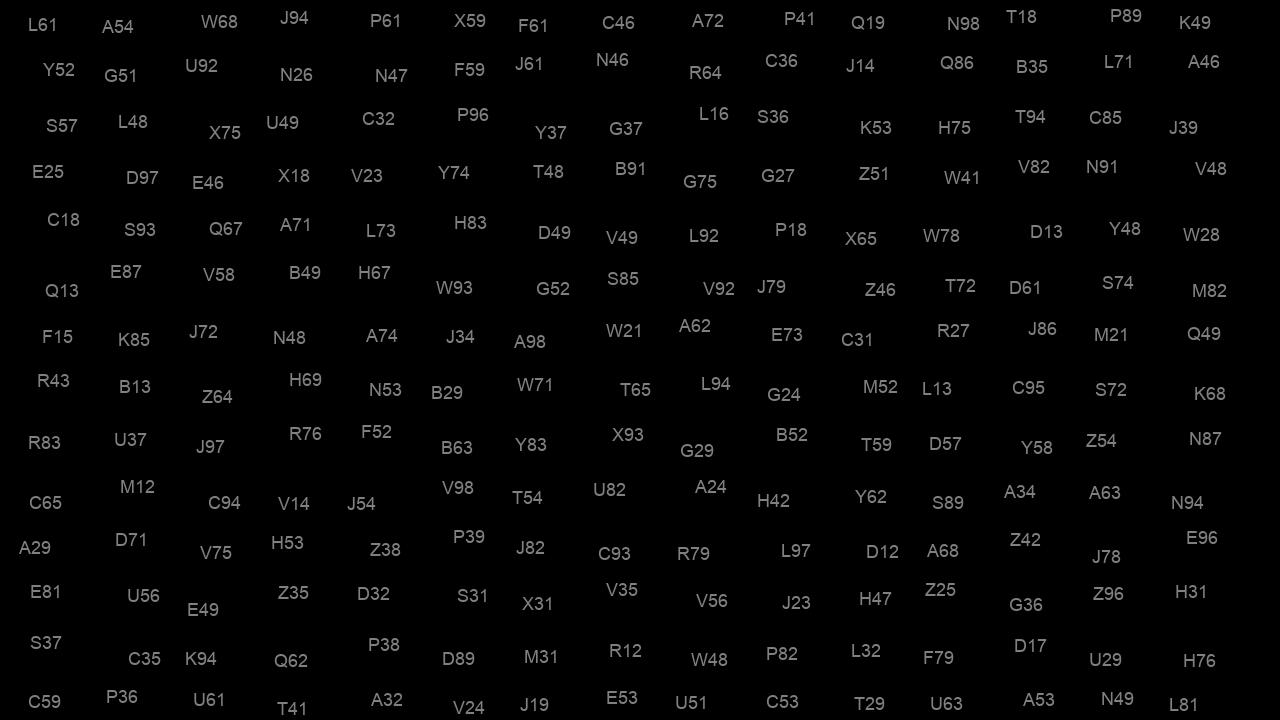 L61 A54 W68 J94 P61 X59 F61 C46 A72 P41 Q19 N98 T18 P89 K49
Y52 G51 U92 N26 N47 F59 J61 N46 R64 C36 J14 Q86 B35 L71 A46
S57 L48 X75 U49 C32 P96 Y37 G37 L16 S36 K53 H75 T94 C85 J39
E25 D97 E46 X18 V23 Y74 T48 B91 G75 G27 Z51 W41 V82 N91 V48
C18 S93 Q67 A71 L73 H83 D49 V49 L92 P18 X65 W78 D13 Y48 W28
Q13 E87 V58 B49 H67 W93 G52 S85 V92 J79 Z46 T72 D61 S74 M82
F15 K85 J72 N48 A74 J34 A98 W21 A62 E73 C31 R27 J86 M21 Q49
R43 B13 Z64 H69 N53 B29 W71 T65 L94 G24 M52 L13 C95 S72 K68
R83 U37 J97 R76 F52 B63 Y83 X93 G29 B52 T59 D57 Y58 Z54 N87
C65 M12 C94 V14 J54 V98 T54 U82 A24 H42 Y62 S89 A34 A63 N94
A29 D71 V75 H53 Z38 P39 J82 C93 R79 L97 D12 A68 Z42 J78 E96
E81 U56 E49 Z35 D32 S31 X31 V35 V56 J23 H47 Z25 G36 Z96 H31
S37 C35 K94 Q62 P38 D89 M31 R12 W48 P82 L32 F79 D17 U29 H76
C59 P36 U61 T41 A32 V24 J19 E53 U51 C53 T29 U63 A53 N49 L81